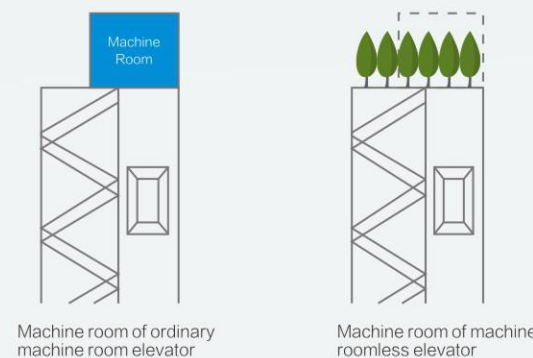 Machine
Room
Machine room of ordinary
machine room elevator
Machine room of machine
roomless elevator